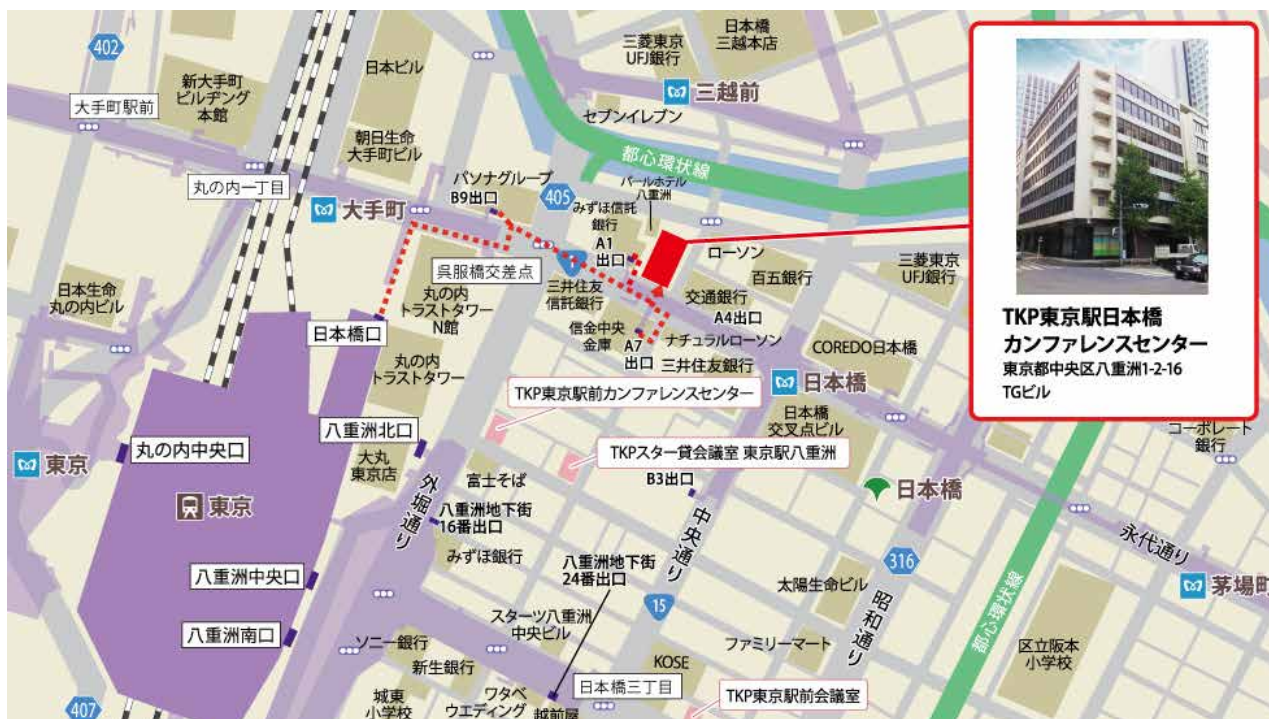 402
日本ビル
三菱東京
UFJ銀行
日本橋
三越本店
新大手町
ビルヂング
本館
大手町駅前
三越前
セブンイレブン
朝日生命
大手町ビル
都心環状線
丸の内一丁目
パソナグループ
B9出口
405
パールホテル
八重洲
みずほ信託
銀行
A1
出口
大手町
ローソン
呉服橋交差点
三井住友
信託銀行
百五銀行
三菱東京
UFJ銀行
交通銀行
A4出口
日本生命
丸の内ビル
丸の内
トラストタワー
N館
日本橋口
信金中央
金庫
A7
出口
ナチュラルローソン
三井住友銀行
COREDO日本橋
丸の内
トラストタワー
日本橋
TKP東京駅日本橋
カンファレンスセンター
東京都中央区八重洲1-2-16
TGビル
TKP東京駅前カンファレンスセンター
日本橋
交叉点ビル
コーポレート
銀行
八重洲北口
丸の内中央口
東京
大丸
東京店
TKPスター貸会議室 東京駅八重洲
B3出口
富士そば
日本橋
東京
外堀通り
八重洲地下街
16番出口
中央通り
永代通り
みずほ銀行
八重洲地下街
24番出口
316
八重洲中央口
太陽生命ビル
昭和通り
茅場町
15
スターツ八重洲
中央ビル
都心環状線
八重洲南口
ソニー銀行
ファミリーマート
区立阪本
小学校
新生銀行
KOSE
日本橋三丁目
TKP東京駅前会議室
407
城東
小学校
ワタベ
ウエディング
越前屋